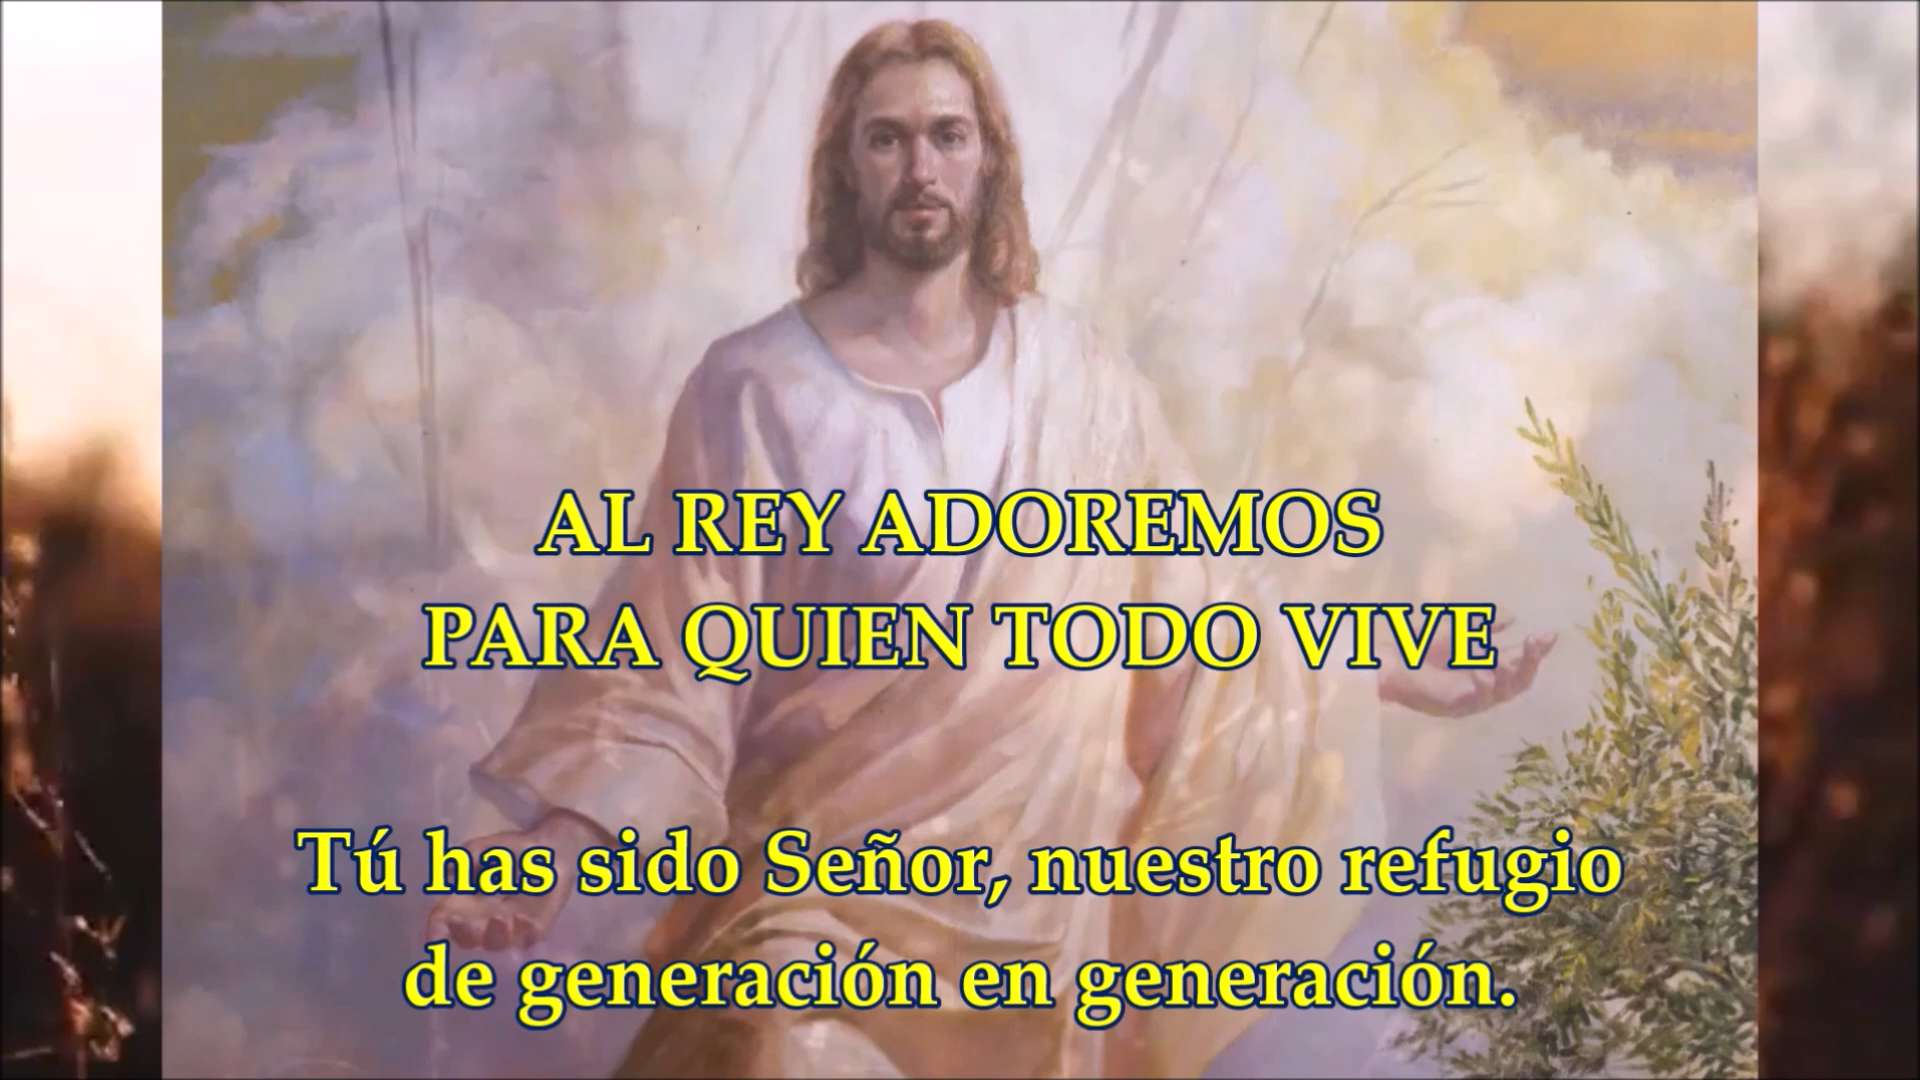 AL REY ADOREMOS
PARA QUIEN TODO VIVE
Tú has sido Señor, nuestro refugio
de generación en generación.